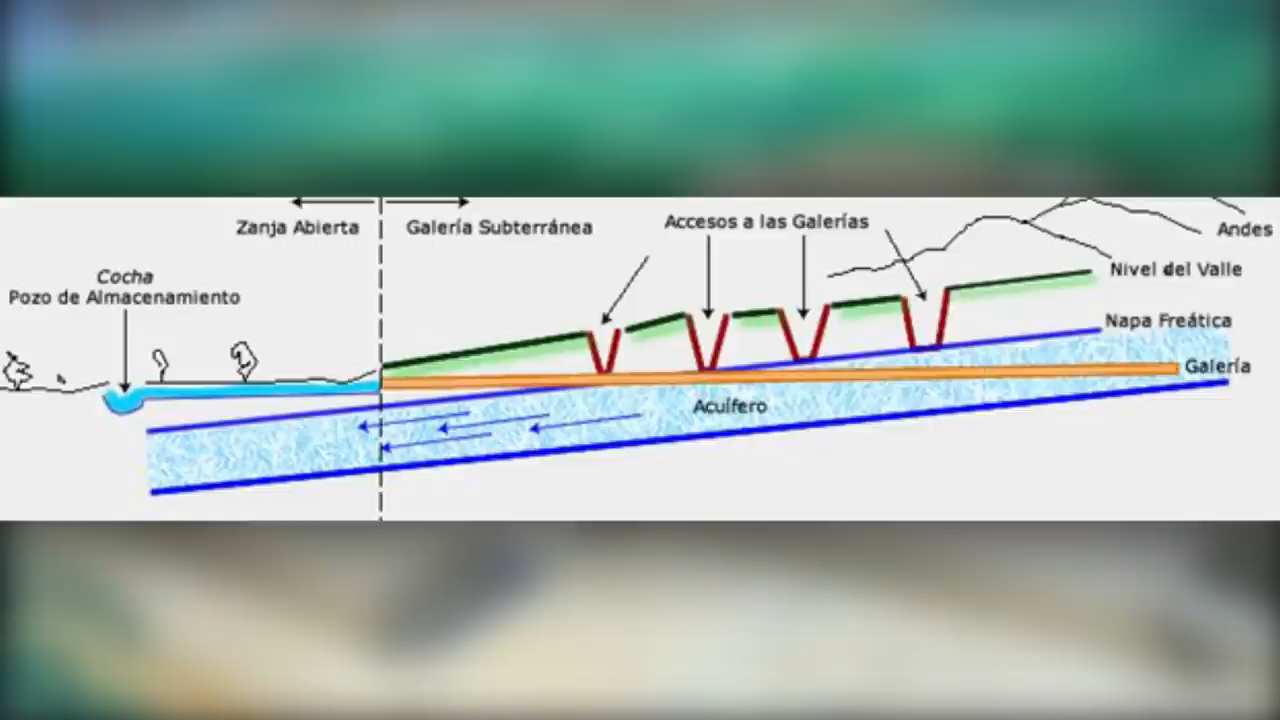 Zanja Abierta
Galería Subterránea
Accesos a las Galerías
Andes
Cocha
Pozo de Almacenamiento
Nivel del Valle
Napa Freática
Galería
Acuífero